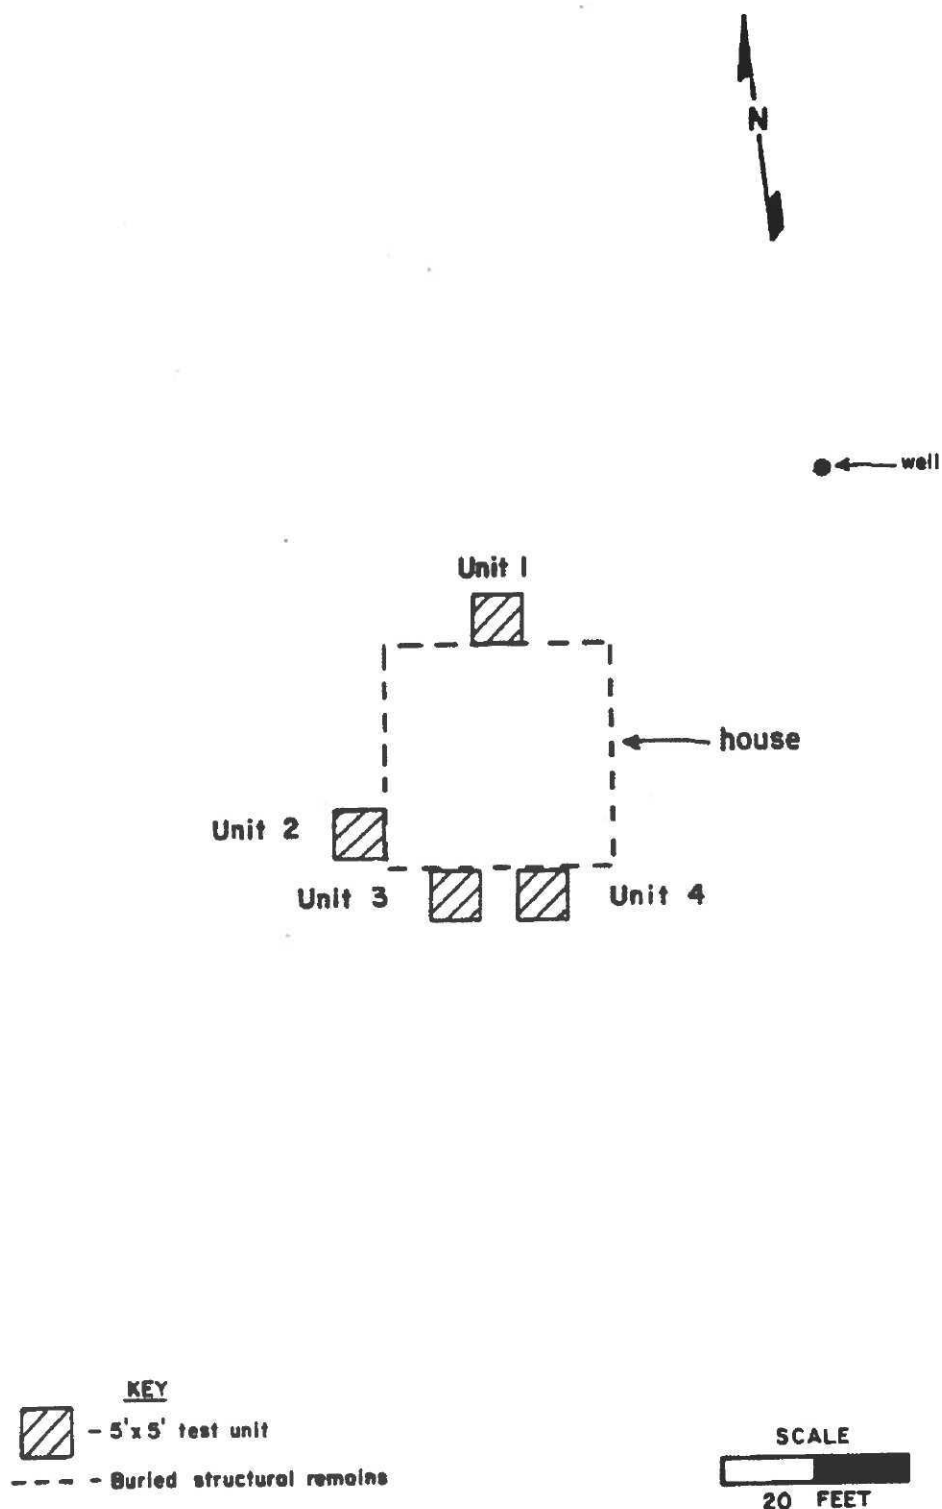 N
well
Unit 1
house
Unit 2
Unit 3
Unit 4
KEY
- 5'x 5' test unit
- Buried structural remains
SCALE
20 FEET